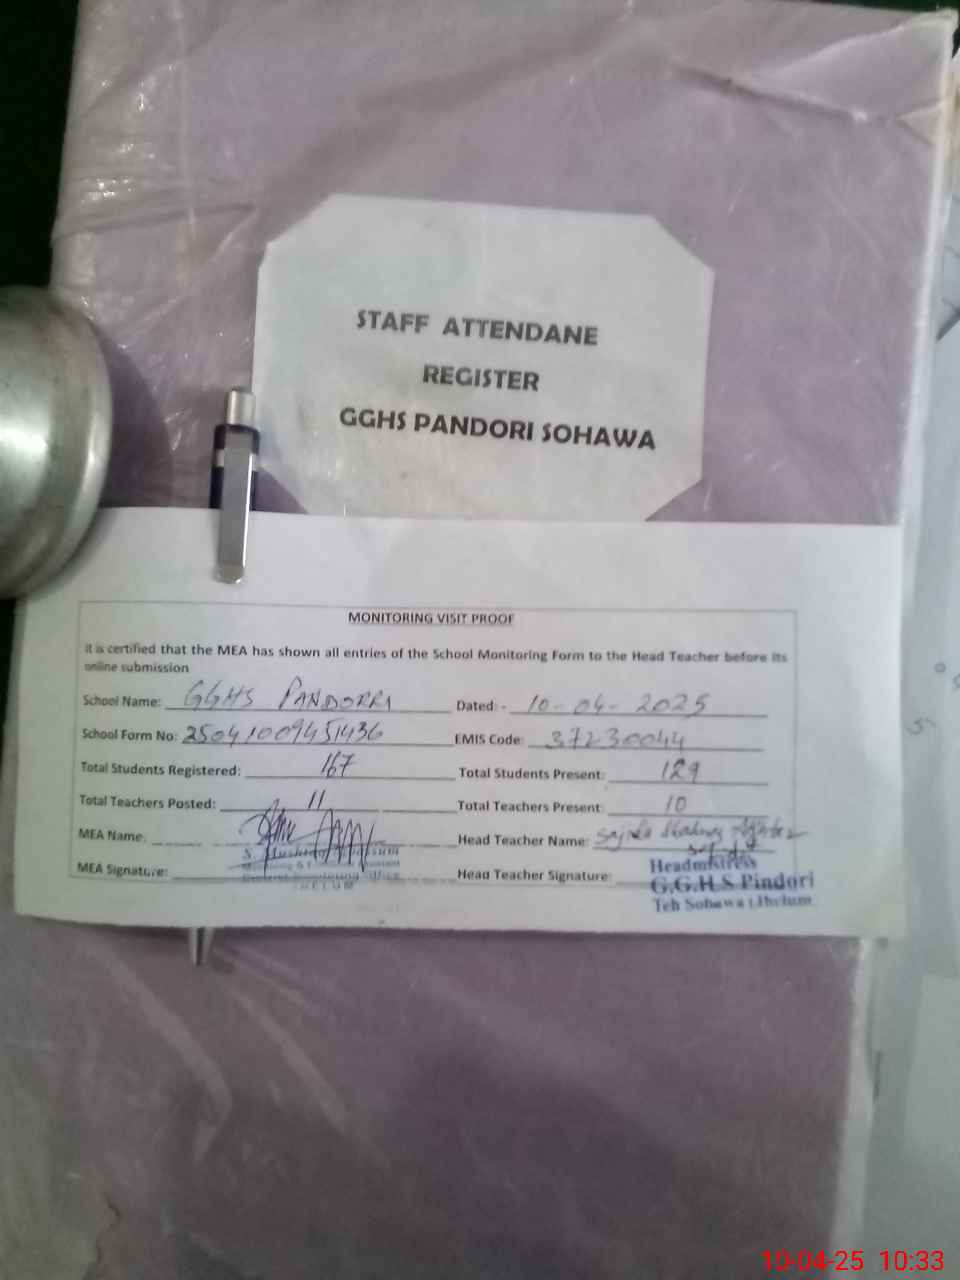 STAFF ATTENDANE
REGISTER
GGHS PANDORI SOHAWA
MONITORING VISIT PROOF
It is certified that the MEA has shown all entries of the School Monitoring Form to the Head Teacher before its
online submission
School Name: GGHS PANDORRI Dated: - 10-04-2025
School Form No: 25041009451436 EMIS Code: 37230044
Total Students Registered: 167 Total Students Present: 129
Total Teachers Posted: 11 Total Teachers Present: 10
MEA Name: Head Teacher Name:
MEA Signature: Head Teacher Signature:
JHELUM
Headmistress
G.G.H.S Pindori
Teh Sohawa (Jhelum)
10-04-25 10:33